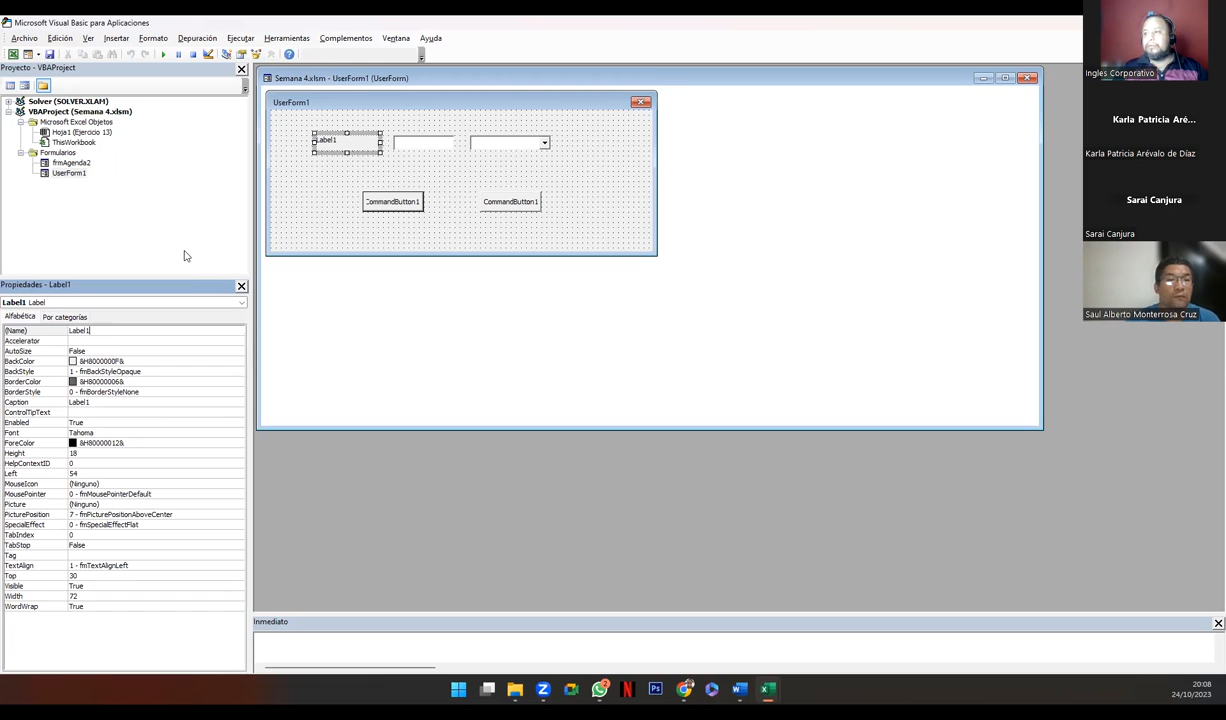 Microsoft Visual Basic para Aplicaciones
Archivo Edición Ver Insertar Formato Depuración Ejecutar Herramientas Complementos Ventana Ayuda
Proyecto - VBAProject
Solver (SOLVER.XLAM)
VBAProject (Semana 4.xlsm)
Microsoft Excel Objetos
Hoja1 (Ejercicio 13)
ThisWorkbook
Formularios
frmAgenda2
UserForm1
Propiedades - Label1
Label1 Label
Alfabética Por categorías
(Name) Label1
Accelerator
AutoSize False
BackColor &H8000000F&
BackStyle 1 - fmBackStyleOpaque
BorderColor &H80000006&
BorderStyle 0 - fmBorderStyleNone
Caption Label1
ControlTipText
Enabled True
Font Tahoma
ForeColor &H80000012&
Height 18
HelpContextID 0
Left 54
MouseIcon (Ninguno)
MousePointer 0 - fmMousePointerDefault
Picture (Ninguno)
PicturePosition 7 - fmPicturePositionAboveCenter
SpecialEffect 0 - fmSpecialEffectFlat
TabIndex 0
TabStop False
Tag
TextAlign 1 - fmTextAlignLeft
Top 30
Visible True
Width 72
WordWrap True
Semana 4.xlsm - UserForm1 (UserForm)
UserForm1
Label1
CommandButton1 CommandButton1
Inmediato
Ingles Corporativo
Karla Patricia Aré...
Karla Patricia Arévalo de Díaz
Sarai Canjura
Sarai Canjura
Saul Alberto Monterrosa Cruz
2
N
Ps
20:08
24/10/2023